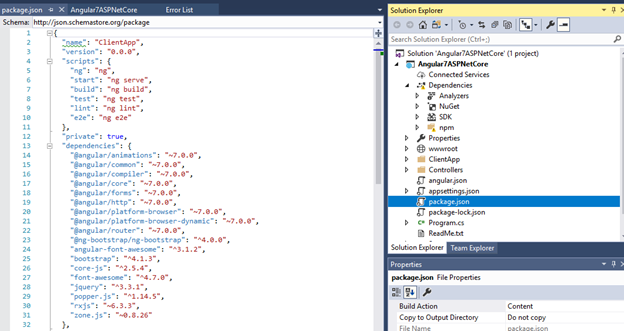 package.json
Angular7ASPNetCore
Error List
Schema: http://json.schemastore.org/package
1 {
2 "name": "ClientApp",
3 "version": "0.0.0",
4 "scripts": {
5 "ng": "ng",
6 "start": "ng serve",
7 "build": "ng build",
8 "test": "ng test",
9 "lint": "ng lint",
10 "e2e": "ng e2e"
11 },
12 "private": true,
13 "dependencies": {
14 "@angular/animations": "~7.0.0",
15 "@angular/common": "~7.0.0",
16 "@angular/compiler": "~7.0.0",
17 "@angular/core": "~7.0.0",
18 "@angular/forms": "~7.0.0",
19 "@angular/http": "~7.0.0",
20 "@angular/platform-browser": "~7.0.0",
21 "@angular/platform-browser-dynamic": "~7.0.0",
22 "@angular/router": "~7.0.0",
23 "@ng-bootstrap/ng-bootstrap": "^4.0.0",
24 "angular-font-awesome": "^3.1.2",
25 "bootstrap": "^4.1.3",
26 "core-js": "^2.5.4",
27 "font-awesome": "^4.7.0",
28 "jquery": "^3.3.1",
29 "popper.js": "^1.14.5",
30 "rxjs": "~6.3.3",
31 "zone.js": "~0.8.26"
32 },
Solution Explorer
Search Solution Explorer (Ctrl+;)
Solution 'Angular7ASPNetCore' (1 project)
Angular7ASPNetCore
Connected Services
Dependencies
Analyzers
NuGet
SDK
npm
Properties
wwwroot
ClientApp
Controllers
angular.json
appsettings.json
package.json
package-lock.json
Program.cs
ReadMe.txt
Solution Explorer Team Explorer
Properties
package.json File Properties
Build Action Content
Copy to Output Directory Do not copy
File Name package.json